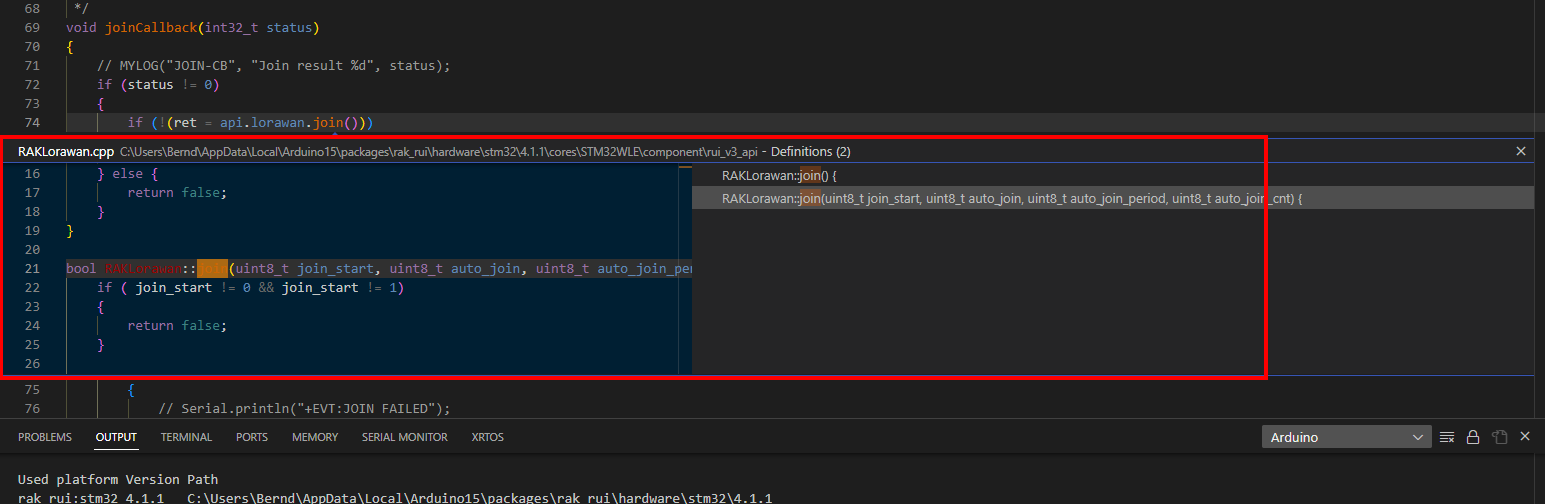 68 */
69 void joinCallback(int32_t status)
70 {
71 // MYLOG("JOIN-CB", "Join result %d", status);
72 if (status != 0)
73 {
74 if (!(ret = api.lorawan.join()))
RAKLorawan.cpp C:\Users\Bernd\AppData\Local\Arduino15\packages\rak_rui\hardware\stm32\4.1.1\cores\STM32WLE\component\rui_v3_api - Definitions (2)
16 } else {
17 return false;
18 }
19 }
20
21 bool RAKLorawan::join(uint8_t join_start, uint8_t auto_join, uint8_t auto_join_per
22 if ( join_start != 0 && join_start != 1)
23 {
24 return false;
25 }
26
RAKLorawan::join() {
RAKLorawan::join(uint8_t join_start, uint8_t auto_join, uint8_t auto_join_period, uint8_t auto_join_cnt) {
75 {
76 // Serial.println("+EVT:JOIN FAILED");
PROBLEMS OUTPUT TERMINAL PORTS MEMORY SERIAL MONITOR XRTOS Arduino
Used platform Version Path
rak_rui:stm32 4.1.1 C:\Users\Bernd\AppData\Local\Arduino15\packages\rak_rui\hardware\stm32\4.1.1